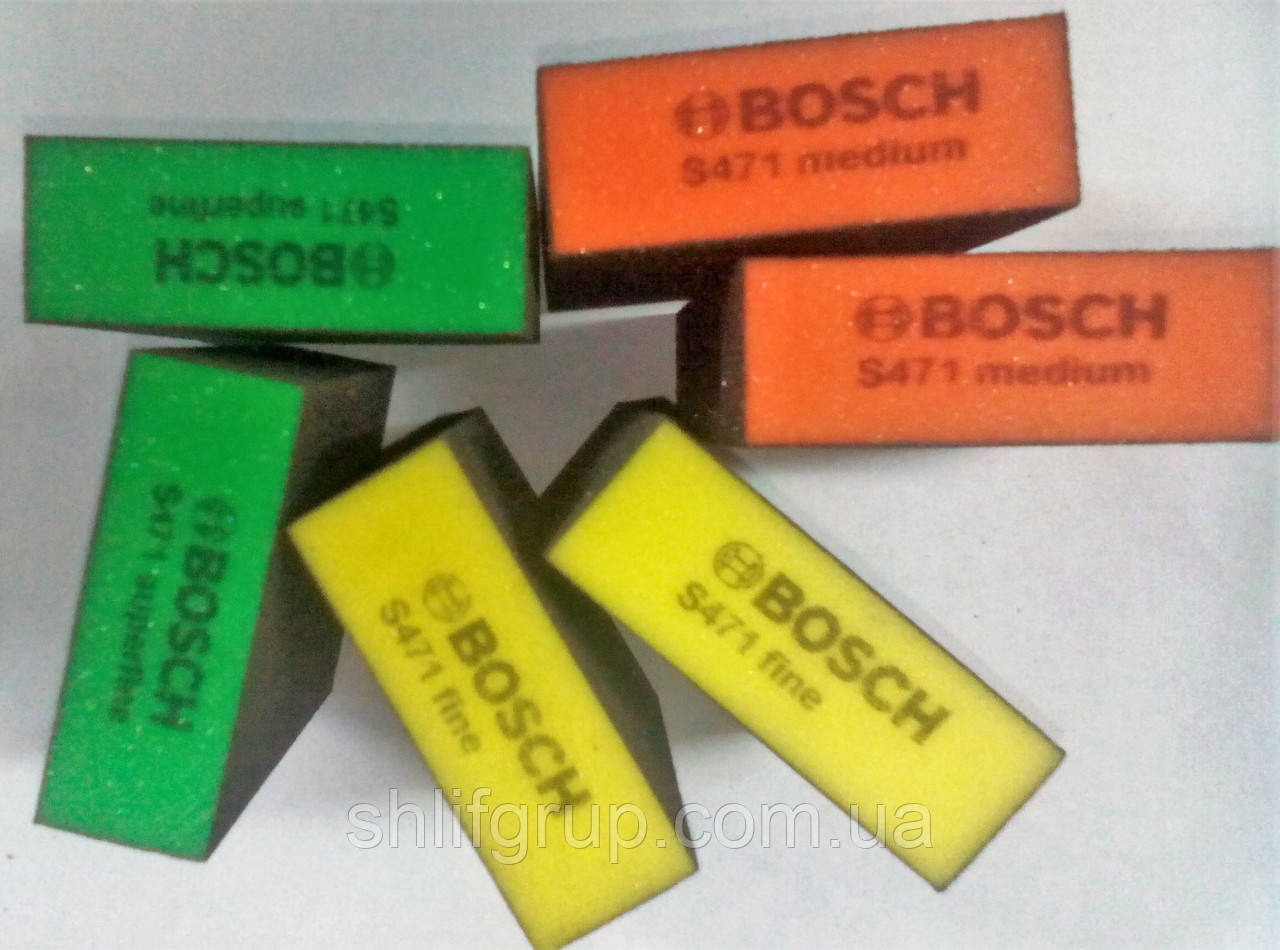 BOSCH
S471 medium
S471 superfine
BOSCH
BOSCH
S471 medium
BOSCH
S471 superfine
BOSCH
S471 fine
BOSCH
S471 fine
shlifgrup.com.ua